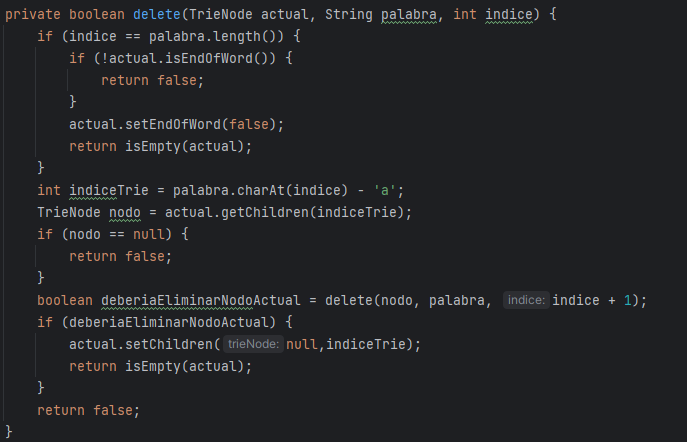 private boolean delete(TrieNode actual, String palabra, int indice) {
    if (indice == palabra.length()) {
        if (!actual.isEndOfWord()) {
            return false;
        }
        actual.setEndOfWord(false);
        return isEmpty(actual);
    }
    int indiceTrie = palabra.charAt(indice) - 'a';
    TrieNode nodo = actual.getChildren(indiceTrie);
    if (nodo == null) {
        return false;
    }
    boolean deberiaEliminarNodoActual = delete(nodo, palabra, indice: indice + 1);
    if (deberiaEliminarNodoActual) {
        actual.setChildren( trieNode: null,indiceTrie);
        return isEmpty(actual);
    }
    return false;
}